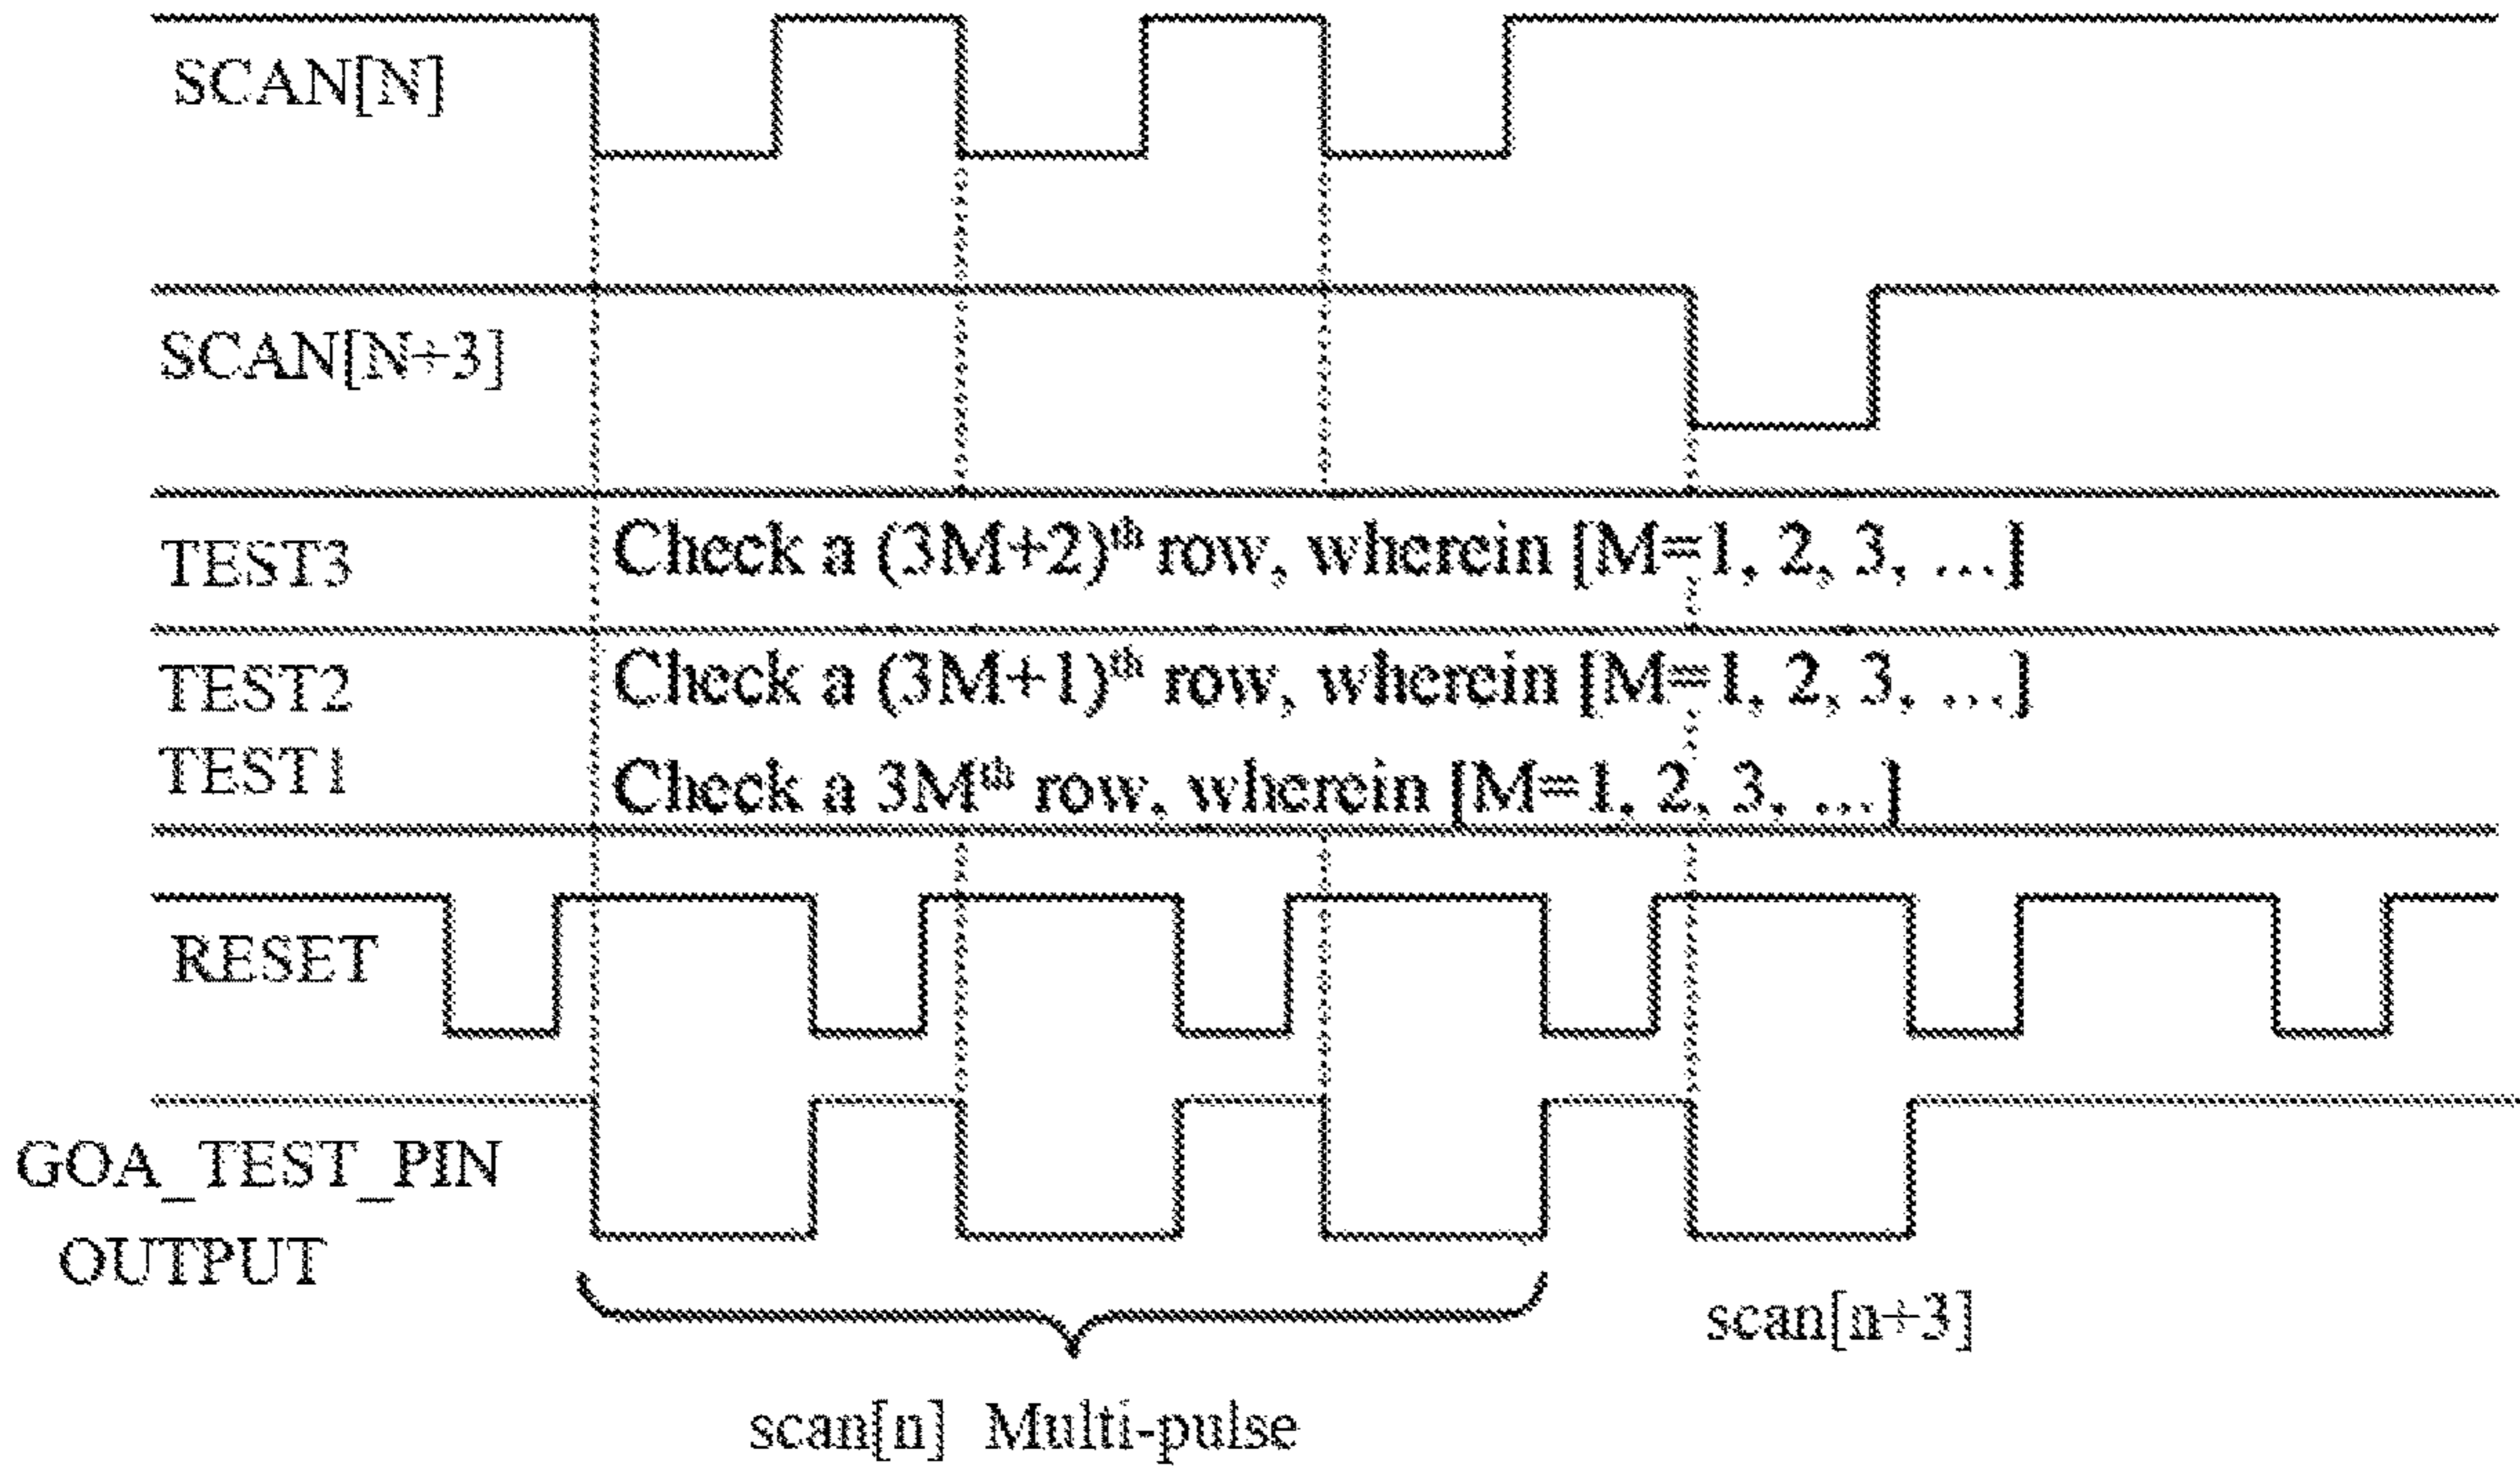 SCAN[N]
SCAN[N+3]
TEST3 Check a (3M+2)th row, wherein [M=1, 2, 3, ...]
TEST2 Check a (3M+1)th row, wherein [M=1, 2, 3, ...]
TEST1 Check a 3Mth row, wherein [M=1, 2, 3, ...]
RESET
GOA_TEST_PIN
OUTPUT
scan[n+3]
scan[n] Multi-pulse